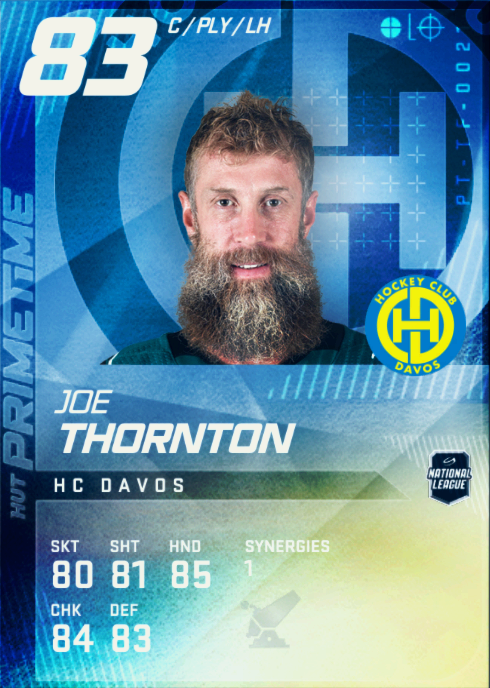 83
C / PLY / LH
PT-TF-002-
HUT PRIMETIME
HOCKEY CLUB
DAVOS
JOE
THORNTON
HC DAVOS
NATIONAL
LEAGUE
SKT SHT HND SYNERGIES
80 81 85 1
CHK DEF
84 83